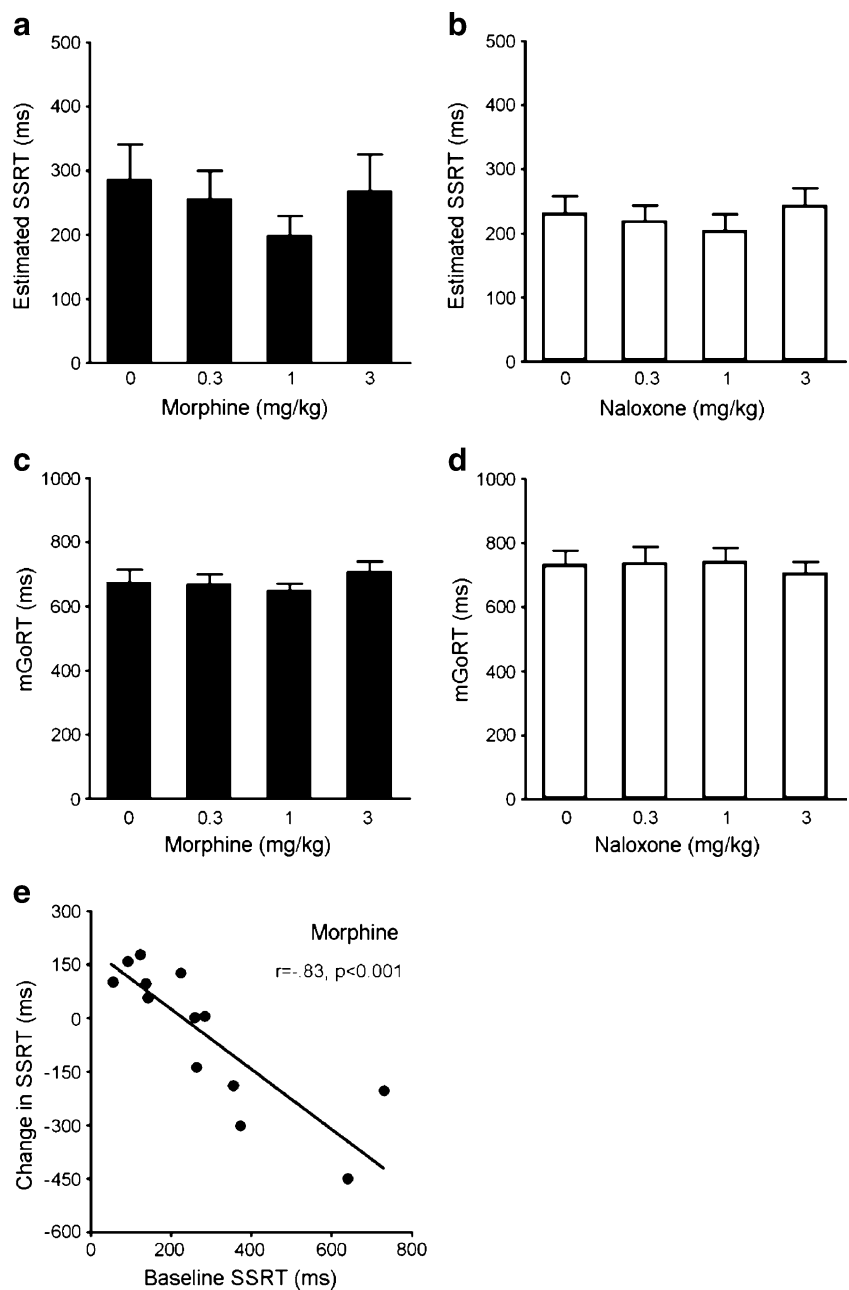 a
Estimated SSRT (ms)
500
400
300
200
100
0
0 0.3 1 3
Morphine (mg/kg)
b
Estimated SSRT (ms)
500
400
300
200
100
0
0 0.3 1 3
Naloxone (mg/kg)
c
mGoRT (ms)
1000
800
600
400
200
0
0 0.3 1 3
Morphine (mg/kg)
d
mGoRT (ms)
1000
800
600
400
200
0
0 0.3 1 3
Naloxone (mg/kg)
e
Change in SSRT (ms)
300
150
0
-150
-300
-450
-600
Morphine
r=-.83, p<0.001
0 200 400 600 800
Baseline SSRT (ms)